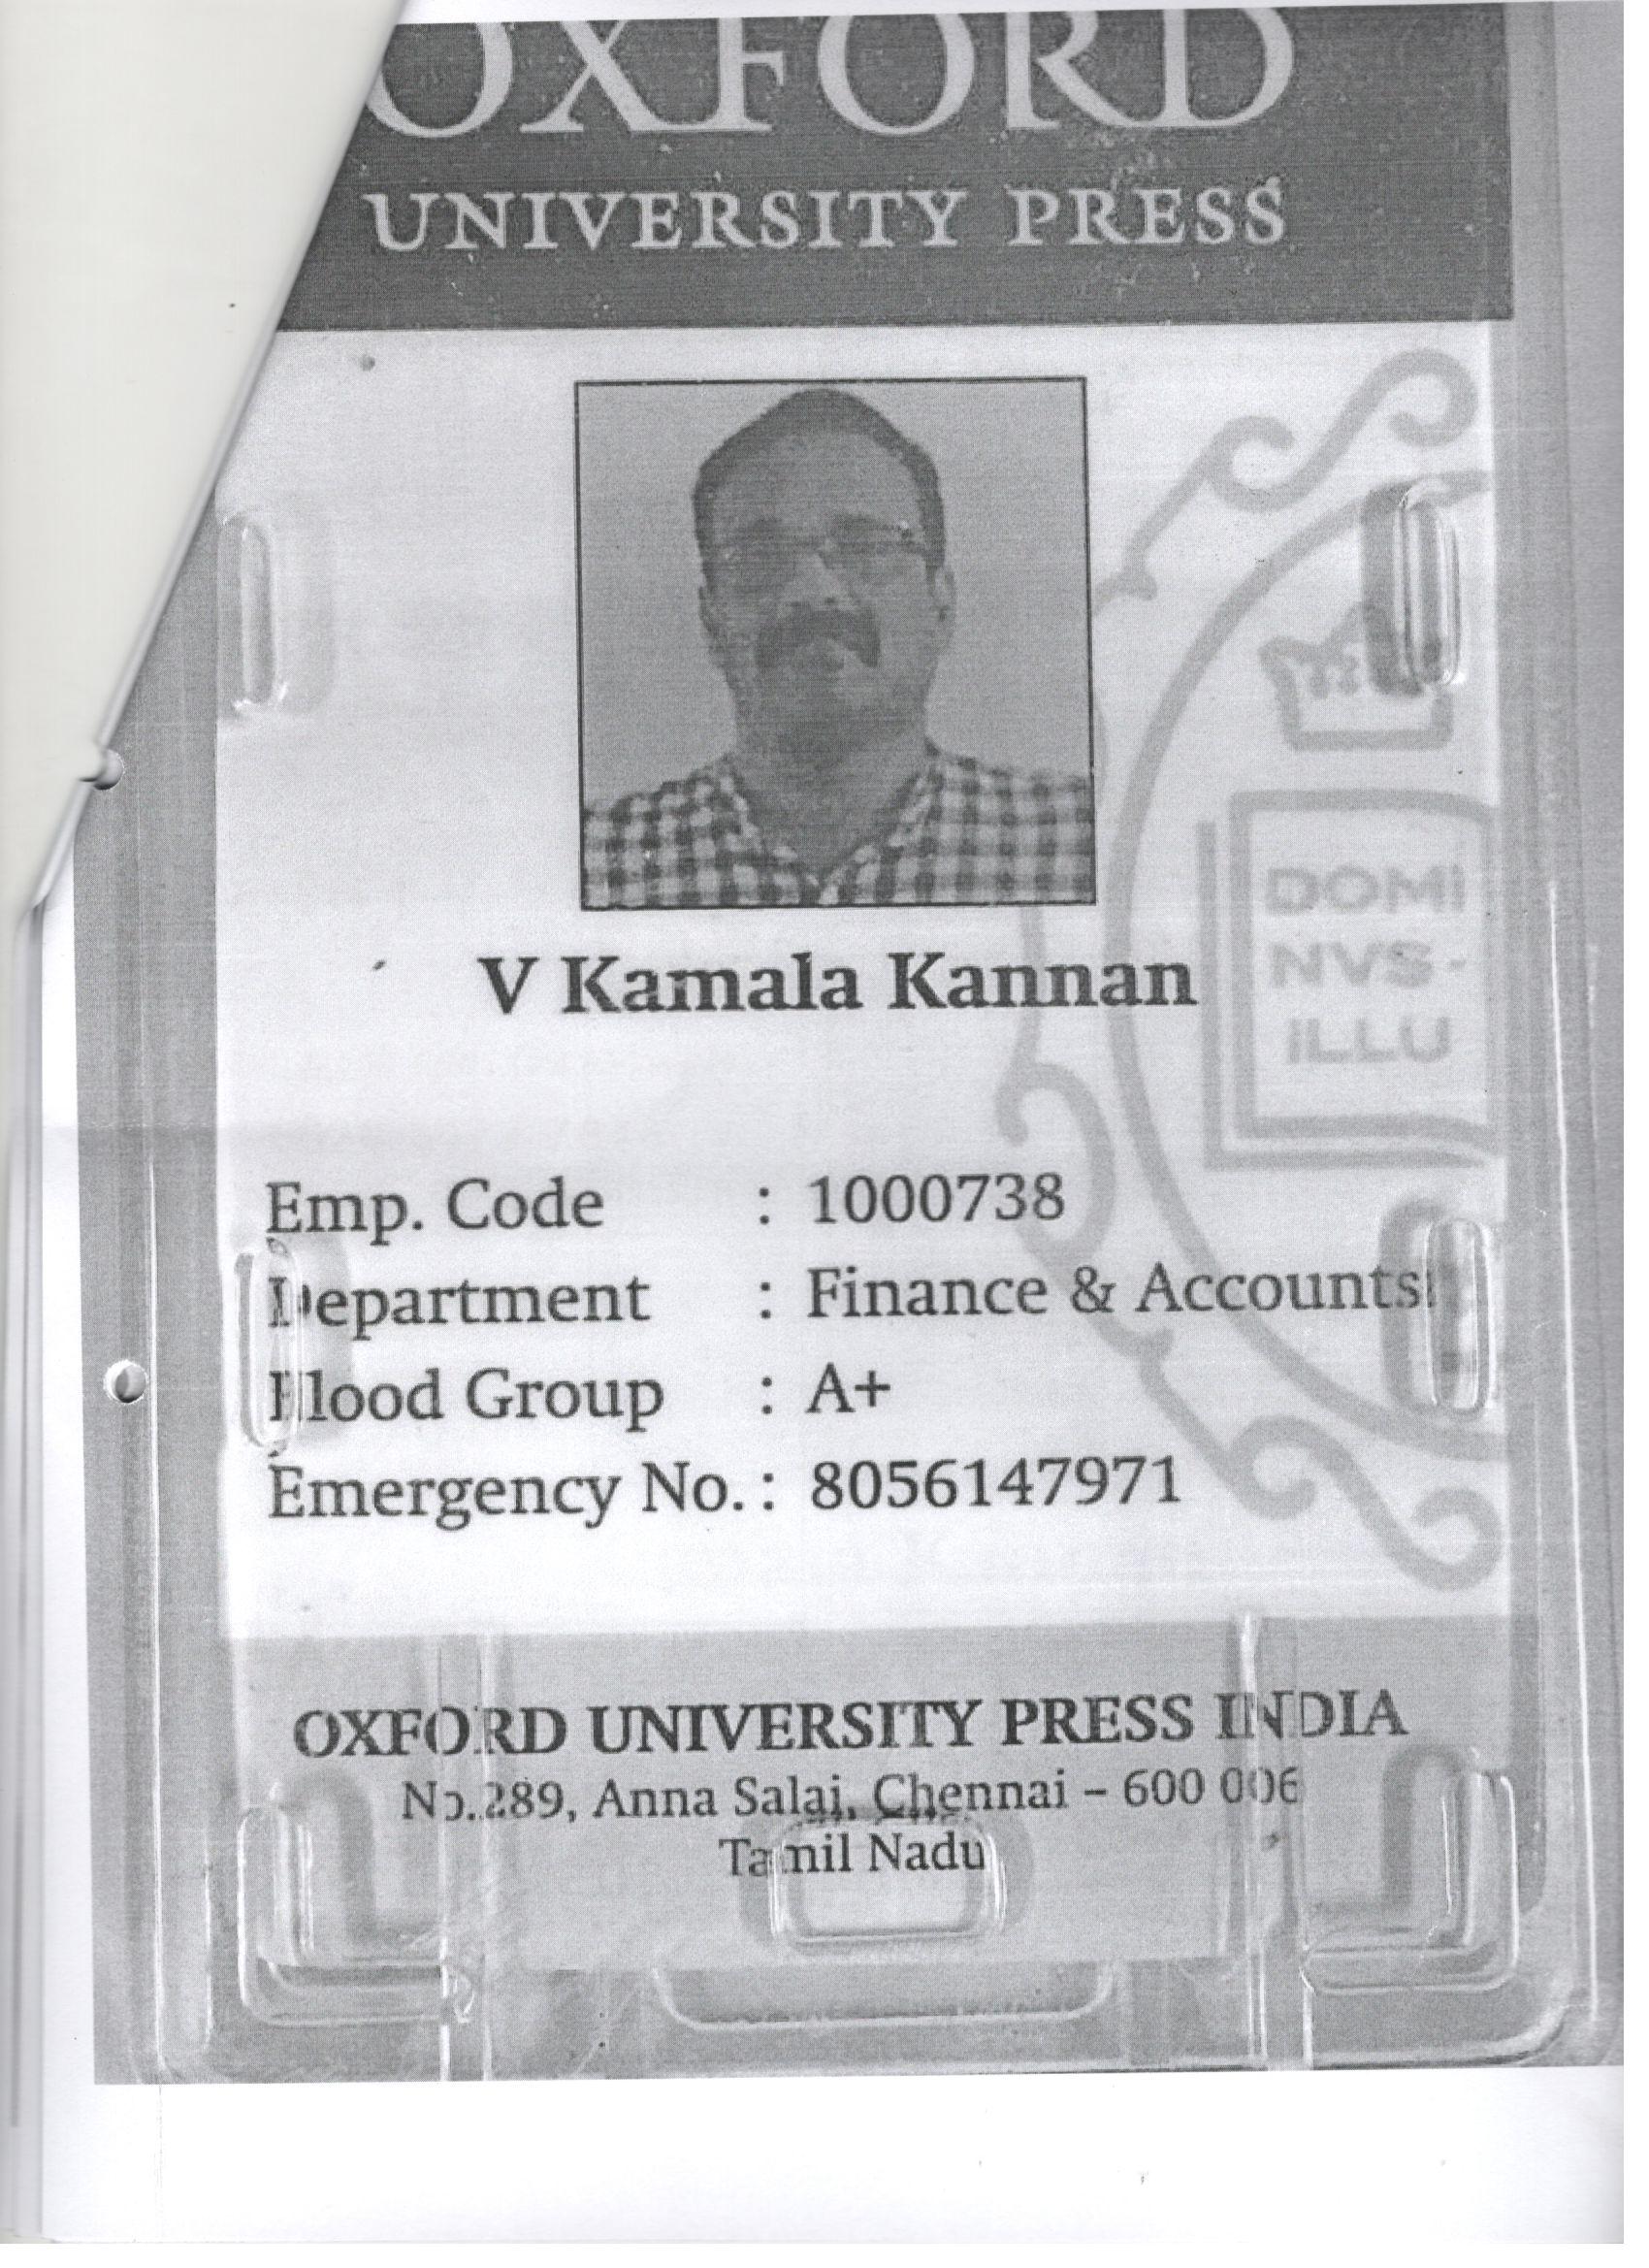 OXFORD
UNIVERSITY PRESS
DOMI
NVS-
ILLU
V Kamala Kannan
Emp. Code : 1000738
Department : Finance & Accounts
Blood Group : A+
Emergency No. : 8056147971
OXFORD UNIVERSITY PRESS INDIA
No.289, Anna Salai, Chennai – 600 006
Tamil Nadu